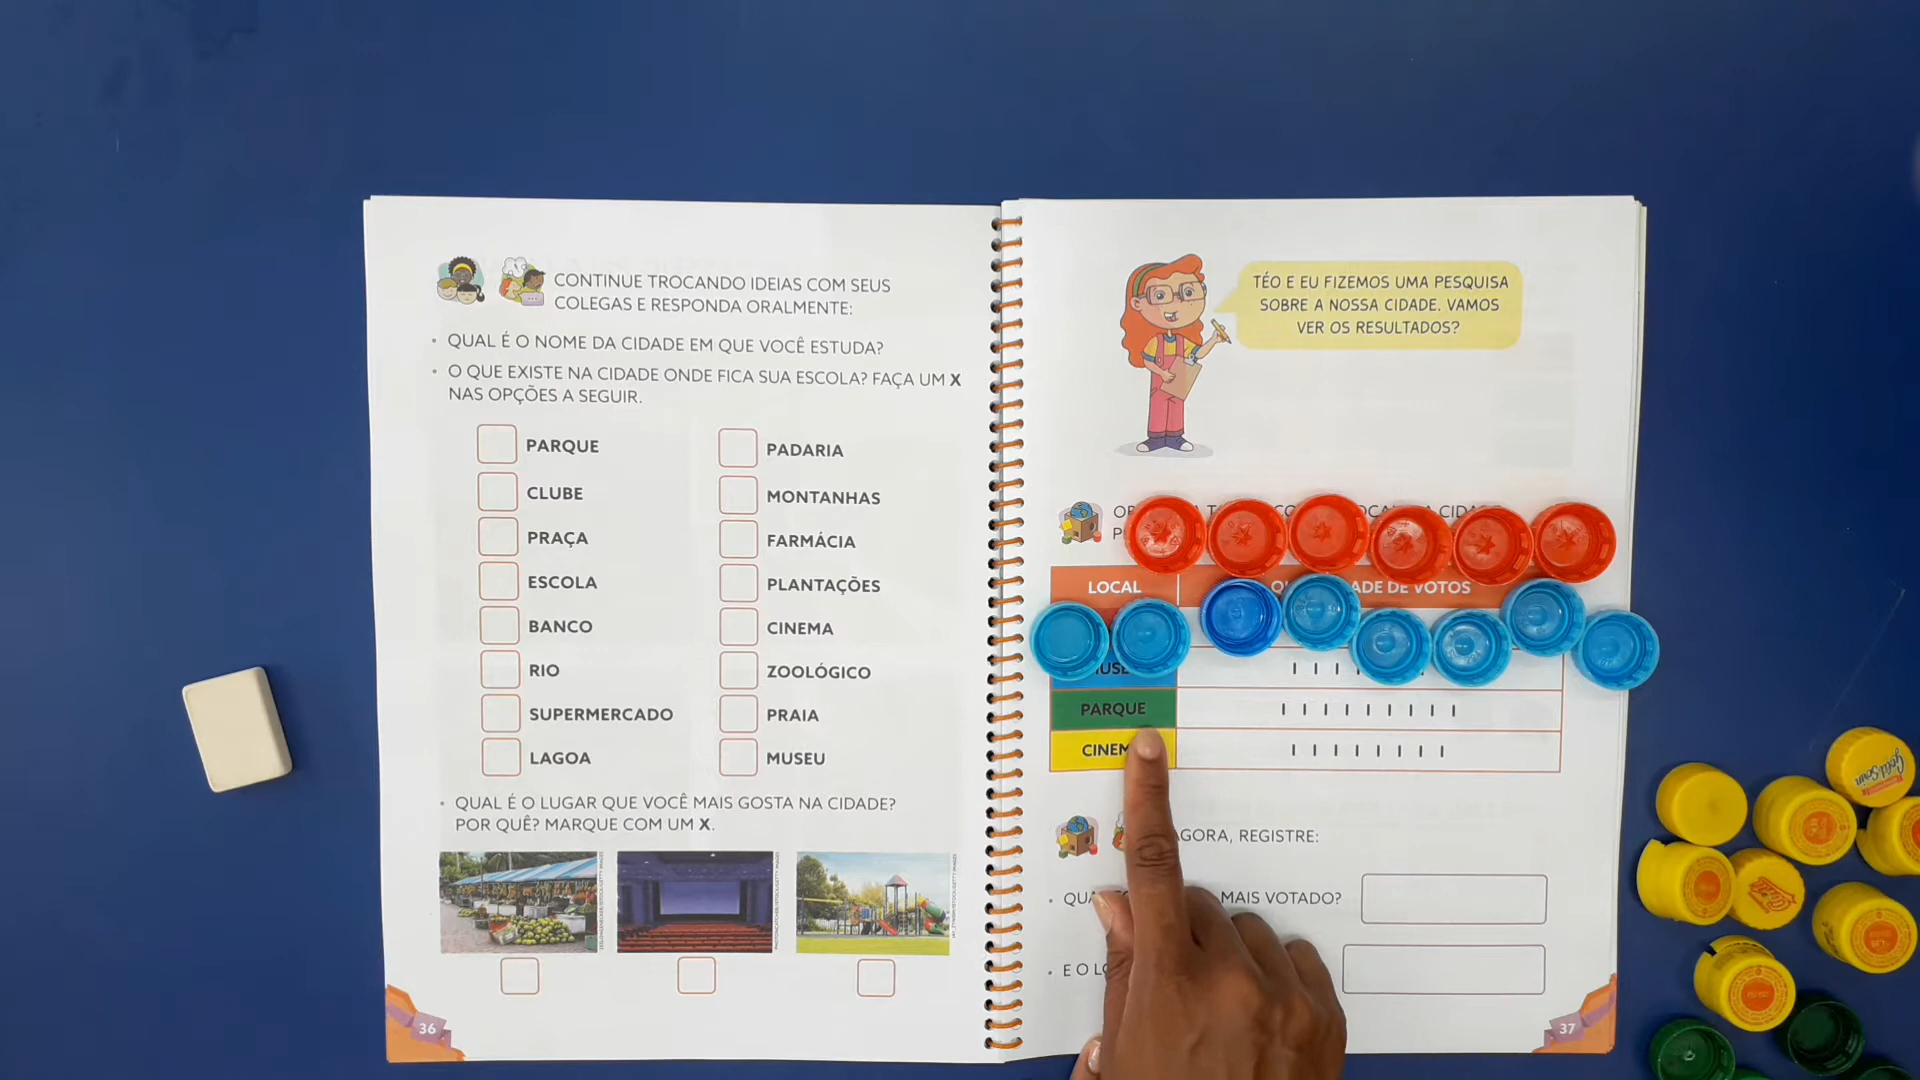 CONTINUE TROCANDO IDEIAS COM SEUS
COLEGAS E RESPONDA ORALMENTE:
• QUAL É O NOME DA CIDADE EM QUE VOCÊ ESTUDA?
• O QUE EXISTE NA CIDADE ONDE FICA SUA ESCOLA? FAÇA UM X
NAS OPÇÕES A SEGUIR.
PARQUE
CLUBE
PRAÇA
ESCOLA
BANCO
RIO
SUPERMERCADO
LAGOA
PADARIA
MONTANHAS
FARMÁCIA
PLANTAÇÕES
CINEMA
ZOOLÓGICO
PRAIA
MUSEU
• QUAL É O LUGAR QUE VOCÊ MAIS GOSTA NA CIDADE?
POR QUÊ? MARQUE COM UM X.
36
TÉO E EU FIZEMOS UMA PESQUISA
SOBRE A NOSSA CIDADE. VAMOS
VER OS RESULTADOS?
LOCAL
DE VOTOS
PARQUE
AGORA, REGISTRE:
MAIS VOTADO?
E O
37